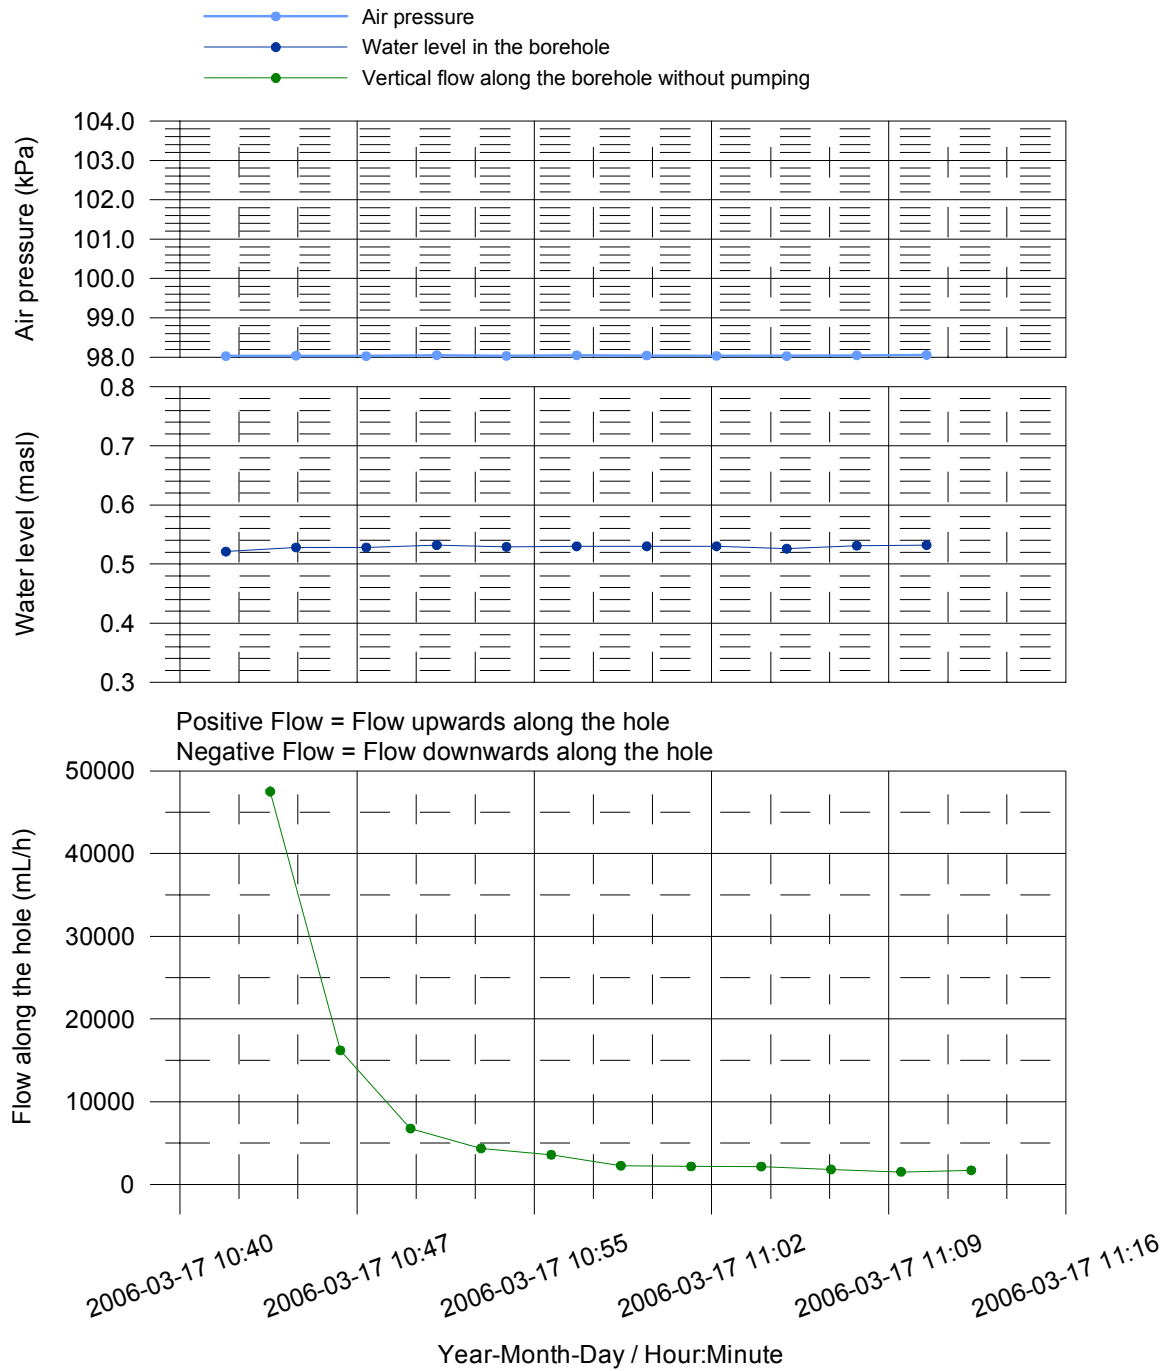 Air pressure
Water level in the borehole
Vertical flow along the borehole without pumping
Air pressure (kPa)
104.0
103.0
102.0
101.0
100.0
99.0
98.0
Water level (masl)
0.8
0.7
0.6
0.5
0.4
0.3
Positive Flow = Flow upwards along the hole
Negative Flow = Flow downwards along the hole
Flow along the hole (mL/h)
50000
40000
30000
20000
10000
0
2006-03-17 10:40
2006-03-17 10:47
2006-03-17 10:55
2006-03-17 11:02
2006-03-17 11:09
2006-03-17 11:16
Year-Month-Day / Hour:Minute